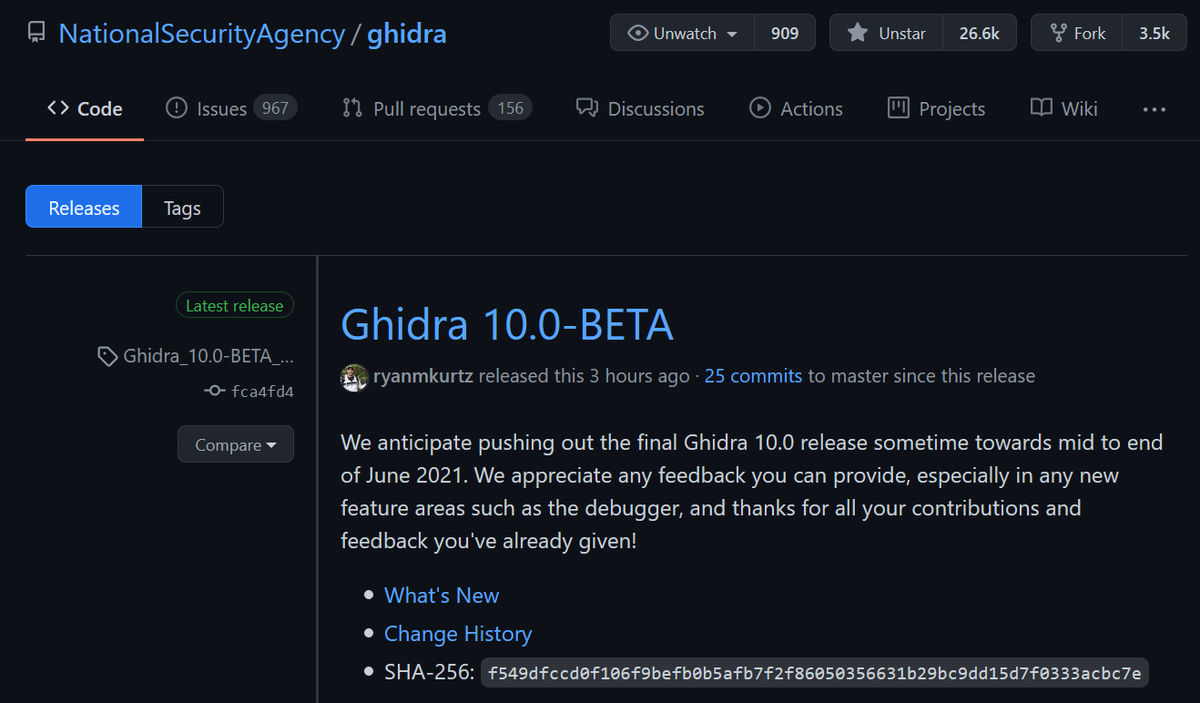 NationalSecurityAgency / ghidra
Unwatch 909 Unstar 26.6k Fork 3.5k
Code Issues 967 Pull requests 156 Discussions Actions Projects Wiki ...
Releases Tags
Latest release
Ghidra_10.0-BETA_...
fca4fd4
Compare
Ghidra 10.0-BETA
ryanmkurtz released this 3 hours ago · 25 commits to master since this release
We anticipate pushing out the final Ghidra 10.0 release sometime towards mid to end
of June 2021. We appreciate any feedback you can provide, especially in any new
feature areas such as the debugger, and thanks for all your contributions and
feedback you've already given!
• What's New
• Change History
• SHA-256: f549dfccd0f106f9befb0b5afb7f2f86050356631b29bc9dd15d7f0333acbc7e